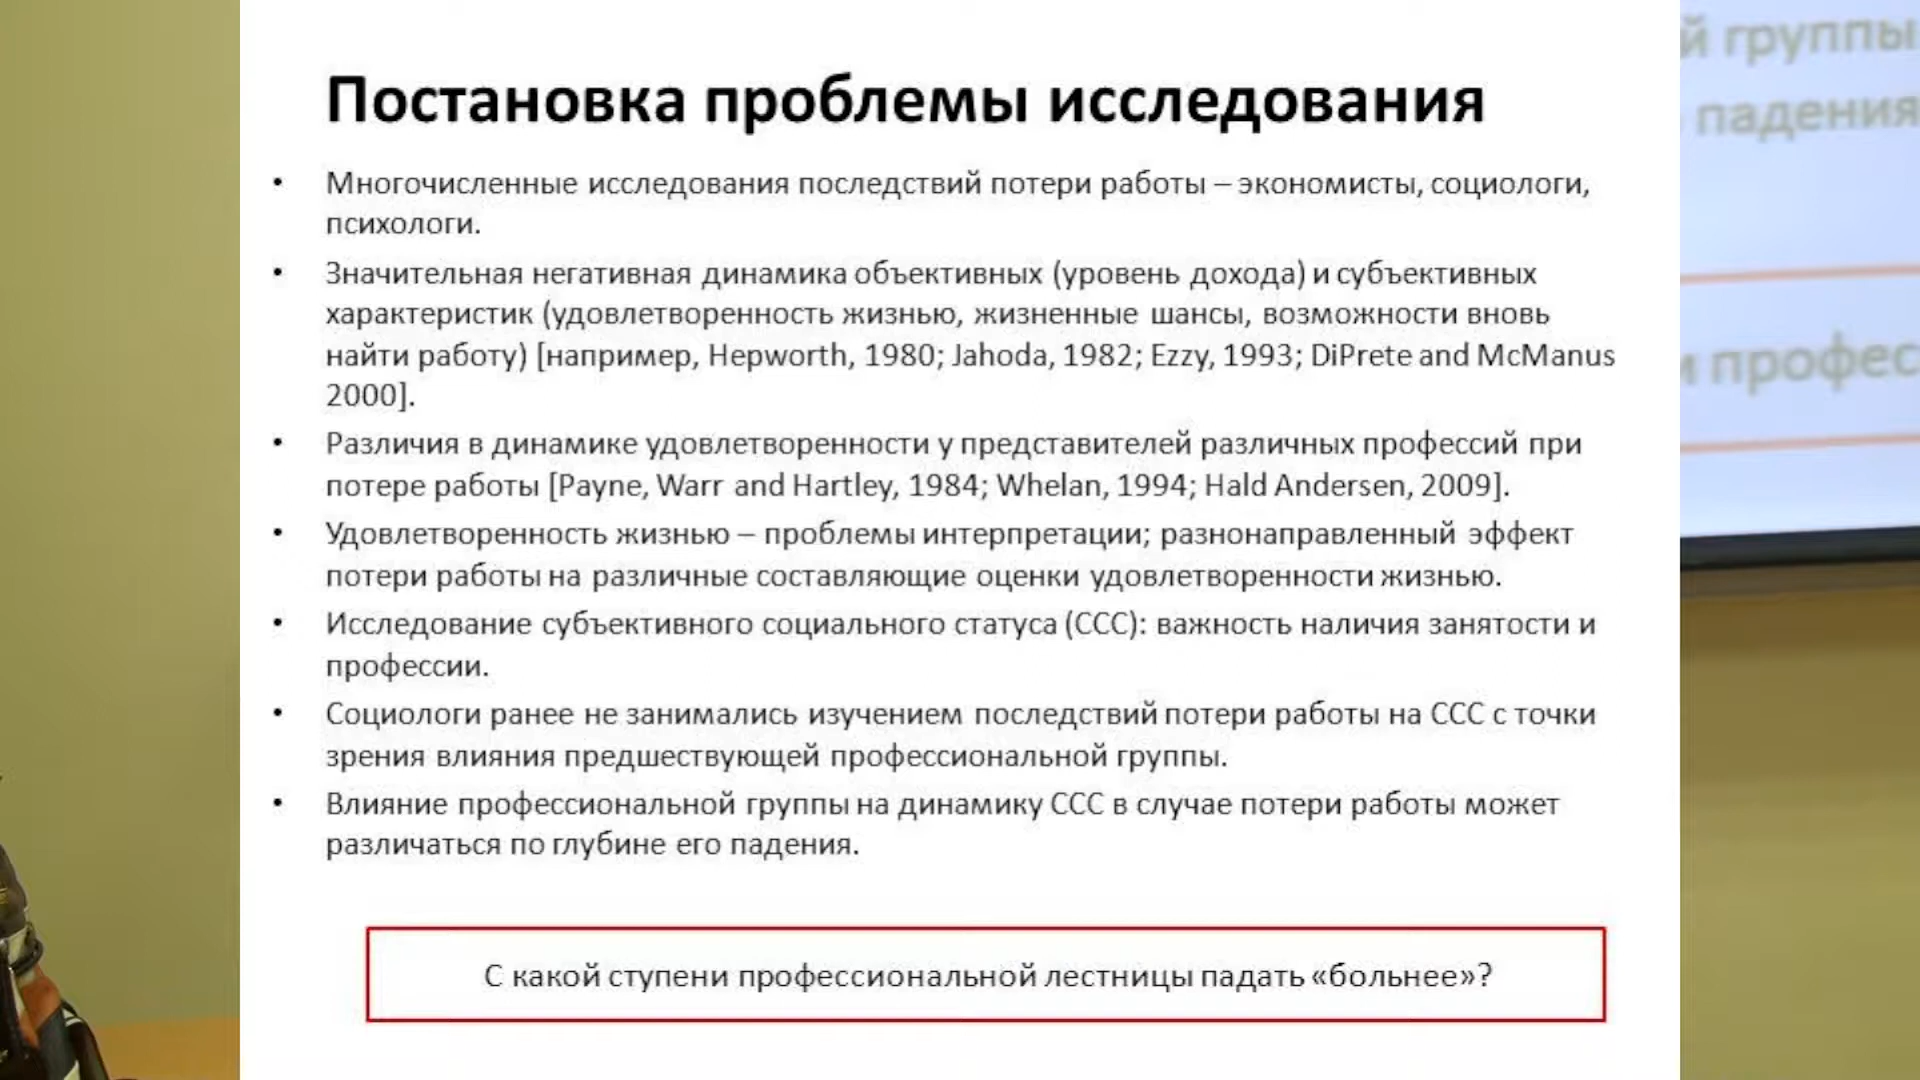 Постановка проблемы исследования
• Многочисленные исследования последствий потери работы – экономисты, социологи,
психологи.
• Значительная негативная динамика объективных (уровень дохода) и субъективных
характеристик (удовлетворенность жизнью, жизненные шансы, возможности вновь
найти работу) [например, Hepworth, 1980; Jahoda, 1982; Ezzy, 1993; DiPrete and McManus
2000].
• Различия в динамике удовлетворенности у представителей различных профессий при
потере работы [Payne, Warr and Hartley, 1984; Whelan, 1994; Hald Andersen, 2009].
• Удовлетворенность жизнью – проблемы интерпретации; разнонаправленный эффект
потери работы на различные составляющие оценки удовлетворенности жизнью.
• Исследование субъективного социального статуса (ССС): важность наличия занятости и
профессии.
• Социологи ранее не занимались изучением последствий потери работы на ССС с точки
зрения влияния предшествующей профессиональной группы.
• Влияние профессиональной группы на динамику ССС в случае потери работы может
различаться по глубине его падения.
С какой ступени профессиональной лестницы падать «больнее»?
й группы
падения
и профес